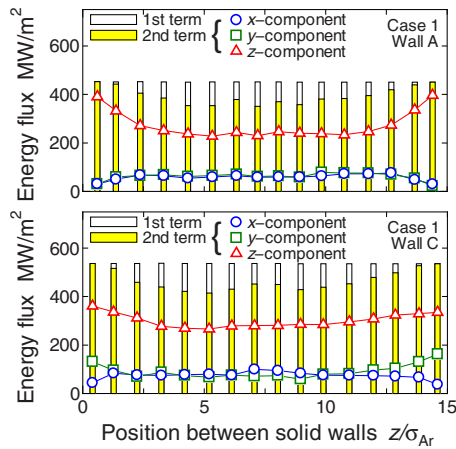 1st term
2nd term { x–component
y–component
z–component
Case 1
Wall A
Energy flux MW/m²
600
400
200
0
1st term
2nd term { x–component
y–component
z–component
Case 1
Wall C
Energy flux MW/m²
600
400
200
0
0 5 10 15
Position between solid walls z/σAr